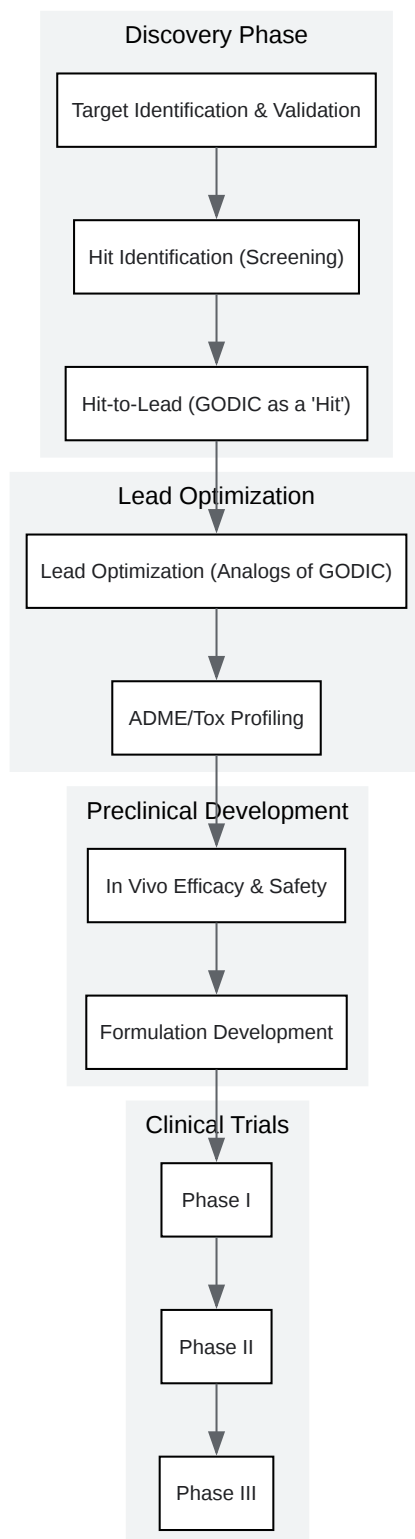 Discovery Phase
Target Identification & Validation
Hit Identification (Screening)
Hit-to-Lead (GODIC as a 'Hit')
Lead Optimization
Lead Optimization (Analogs of GODIC)
ADME/Tox Profiling
Preclinical Development
In Vivo Efficacy & Safety
Formulation Development
Clinical Trials
Phase I
Phase II
Phase III